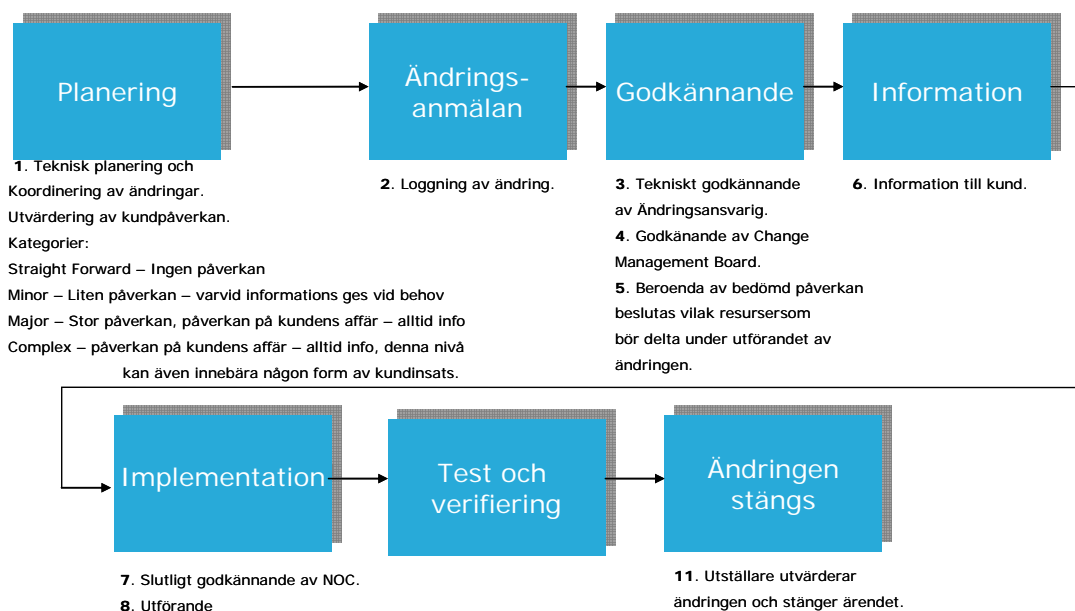 Planering
Ändrings-
anmälan
Godkännande
Information
1. Teknisk planering och
Koordinering av ändringar.
Utvärdering av kundpåverkan.
Kategorier:
Straight Forward – Ingen påverkan
Minor – Liten påverkan – varvid informations ges vid behov
Major – Stor påverkan, påverkan på kundens affär – alltid info
Complex – påverkan på kundens affär – alltid info, denna nivå
kan även innebära någon form av kundinsats.
2. Loggning av ändring.
3. Tekniskt godkännande
av Ändringsansvarig.
4. Godkänande av Change
Management Board.
5. Beroenda av bedömd påverkan
beslutas vilak resursersom
bör delta under utförandet av
ändringen.
6. Information till kund.
Implementation
Test och
verifiering
Ändringen
stängs
7. Slutligt godkännande av NOC.
8. Utförande
11. Utställare utvärderar
ändringen och stänger ärendet.